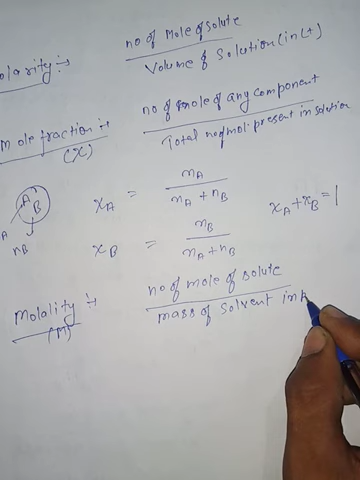 olarity :-
no of Mole of Solute
Volume of Solution (in Lt)
Mole fraction :-
(x)
no of mole of any component
Total no of mol. present in solution
A
B
A
nB
xA = nA
nA + nB
xB = nB
nA + nB
xA + xB = 1
Molality :-
(M)
no of mole of solute
mass of solvent in k